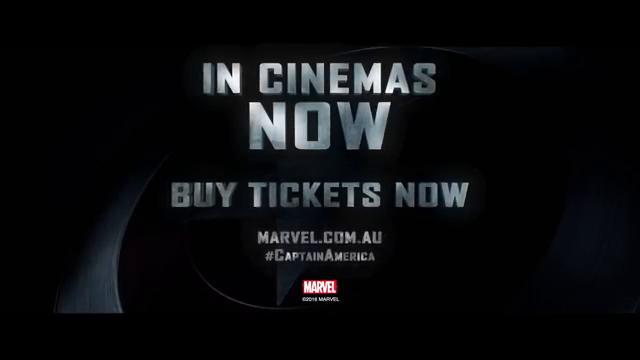 IN CINEMAS
NOW
BUY TICKETS NOW
MARVEL.COM.AU
#CAPTAINAMERICA
MARVEL
©2016 MARVEL